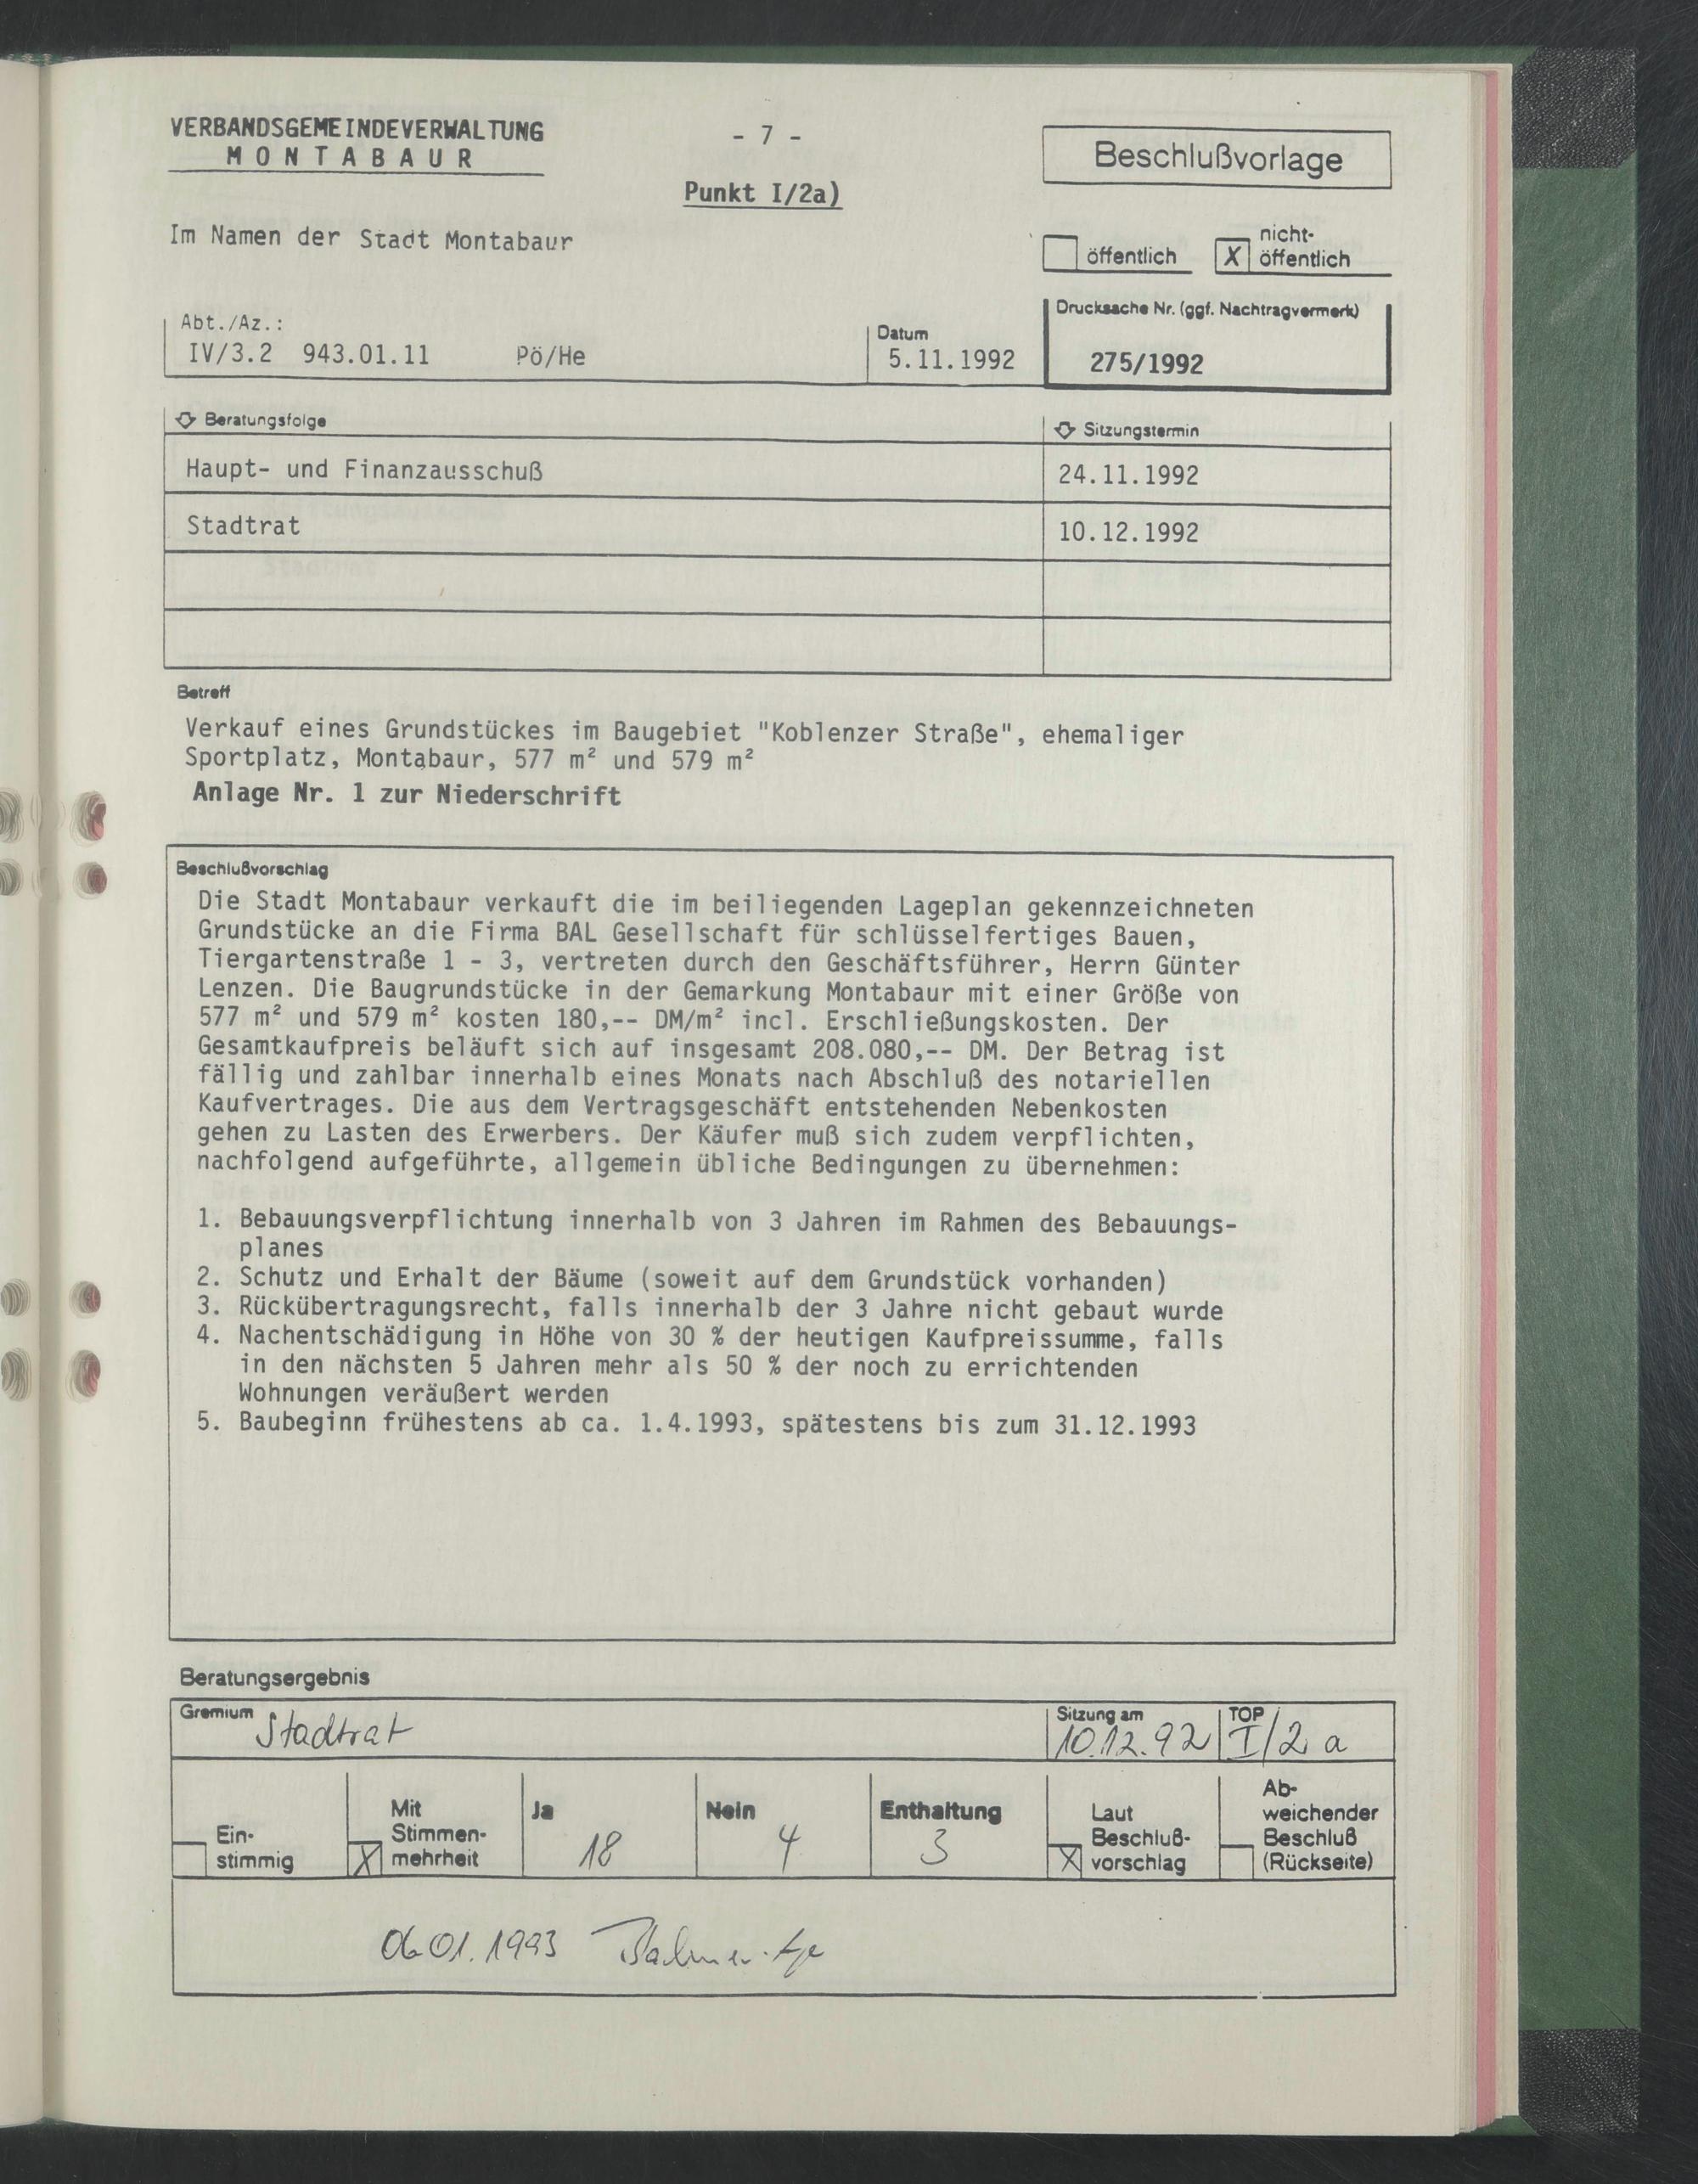 VERBANDSGEMEINDEVERWALTUNG
MONTABAUR
- 7 -
Beschlußvorlage
Punkt I/2a)
Im Namen der Stadt Montabaur
öffentlich
X nicht-
öffentlich
Abt./Az.:
IV/3.2 943.01.11 Pö/He
Datum
5.11.1992
Drucksache Nr. (ggf. Nachtragvermerk)
275/1992
Beratungsfolge
Sitzungstermin
Haupt- und Finanzausschuß 24.11.1992
Stadtrat 10.12.1992
Betreff
Verkauf eines Grundstückes im Baugebiet "Koblenzer Straße", ehemaliger
Sportplatz, Montabaur, 577 m² und 579 m²
Anlage Nr. 1 zur Niederschrift
Beschlußvorschlag
Die Stadt Montabaur verkauft die im beiliegenden Lageplan gekennzeichneten
Grundstücke an die Firma BAL Gesellschaft für schlüsselfertiges Bauen,
Tiergartenstraße 1 - 3, vertreten durch den Geschäftsführer, Herrn Günter
Lenzen. Die Baugrundstücke in der Gemarkung Montabaur mit einer Größe von
577 m² und 579 m² kosten 180,-- DM/m² incl. Erschließungskosten. Der
Gesamtkaufpreis beläuft sich auf insgesamt 208.080,-- DM. Der Betrag ist
fällig und zahlbar innerhalb eines Monats nach Abschluß des notariellen
Kaufvertrages. Die aus dem Vertragsgeschäft entstehenden Nebenkosten
gehen zu Lasten des Erwerbers. Der Käufer muß sich zudem verpflichten,
nachfolgend aufgeführte, allgemein übliche Bedingungen zu übernehmen:
1. Bebauungsverpflichtung innerhalb von 3 Jahren im Rahmen des Bebauungs-
planes
2. Schutz und Erhalt der Bäume (soweit auf dem Grundstück vorhanden)
3. Rückübertragungsrecht, falls innerhalb der 3 Jahre nicht gebaut wurde
4. Nachentschädigung in Höhe von 30 % der heutigen Kaufpreissumme, falls
in den nächsten 5 Jahren mehr als 50 % der noch zu errichtenden
Wohnungen veräußert werden
5. Baubeginn frühestens ab ca. 1.4.1993, spätestens bis zum 31.12.1993
Beratungsergebnis
Gremium Stadtrat
Sitzung am
10.12.92
TOP
I/2 a
Ein-
stimmig
X Mit
Stimmen-
mehrheit
Ja
18
Nein
4
Enthaltung
3
X Laut
Beschluß-
vorschlag
Ab-
weichender
Beschluß
(Rückseite)
06.01.1993